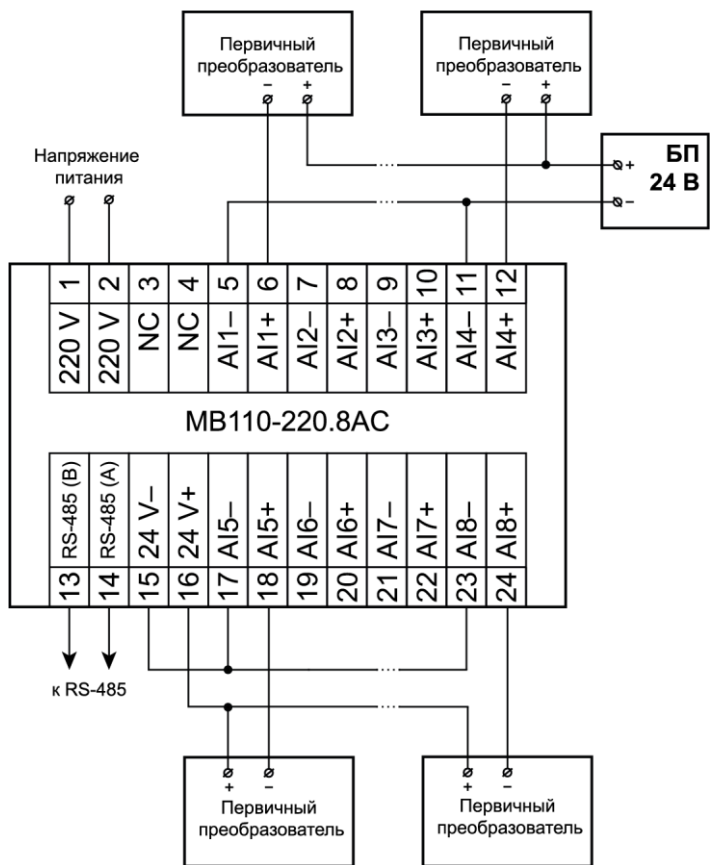 Первичный
преобразователь
– +
Первичный
преобразователь
– +
БП
24 В
+
–
Напряжение
питания
1 2 3 4 5 6 7 8 9 10 11 12
220 V 220 V NC NC AI1– AI1+ AI2– AI2+ AI3– AI3+ AI4– AI4+
МВ110-220.8АС
RS-485 (B) RS-485 (A) 24 V– 24 V+ AI5– AI5+ AI6– AI6+ AI7– AI7+ AI8– AI8+
13 14 15 16 17 18 19 20 21 22 23 24
к RS-485
+ –
Первичный
преобразователь
+ –
Первичный
преобразователь